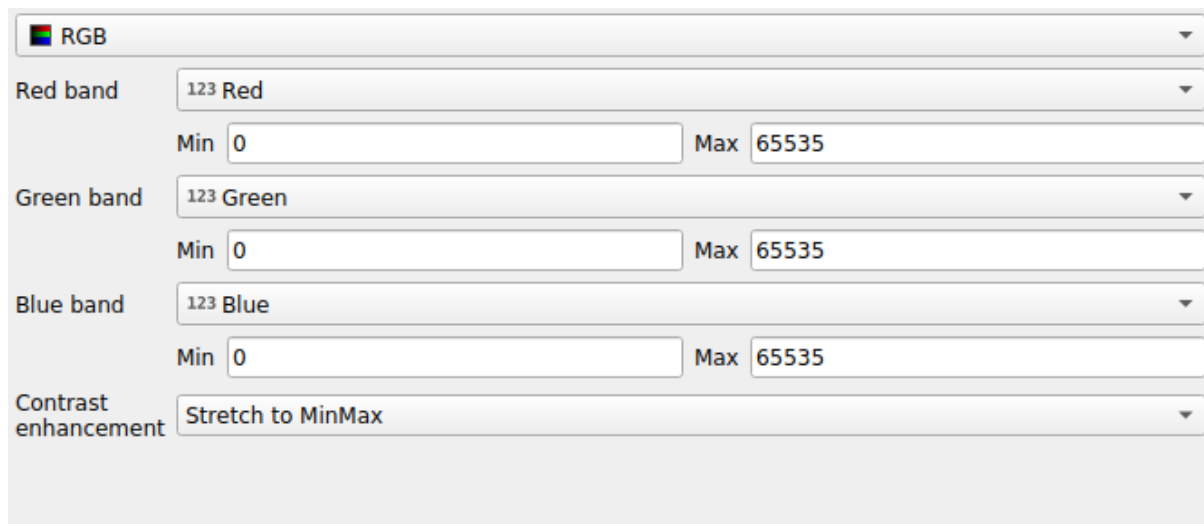 RGB
Red band 123 Red
Min 0 Max 65535
Green band 123 Green
Min 0 Max 65535
Blue band 123 Blue
Min 0 Max 65535
Contrast
enhancement Stretch to MinMax